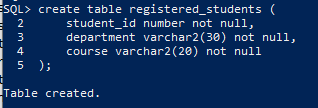 SQL> create table registered_students (
  2      student_id number not null,
  3      department varchar2(30) not null,
  4      course varchar2(20) not null
  5  );
Table created.